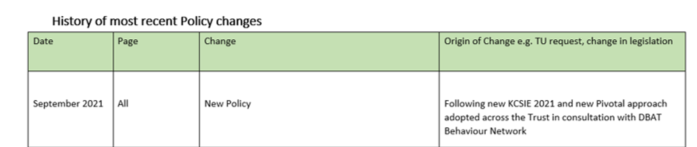 History of most recent Policy changes
Date Page Change Origin of Change e.g. TU request, change in legislation
September 2021 All New Policy Following new KCSIE 2021 and new Pivotal approach
adopted across the Trust in consultation with DBAT
Behaviour Network